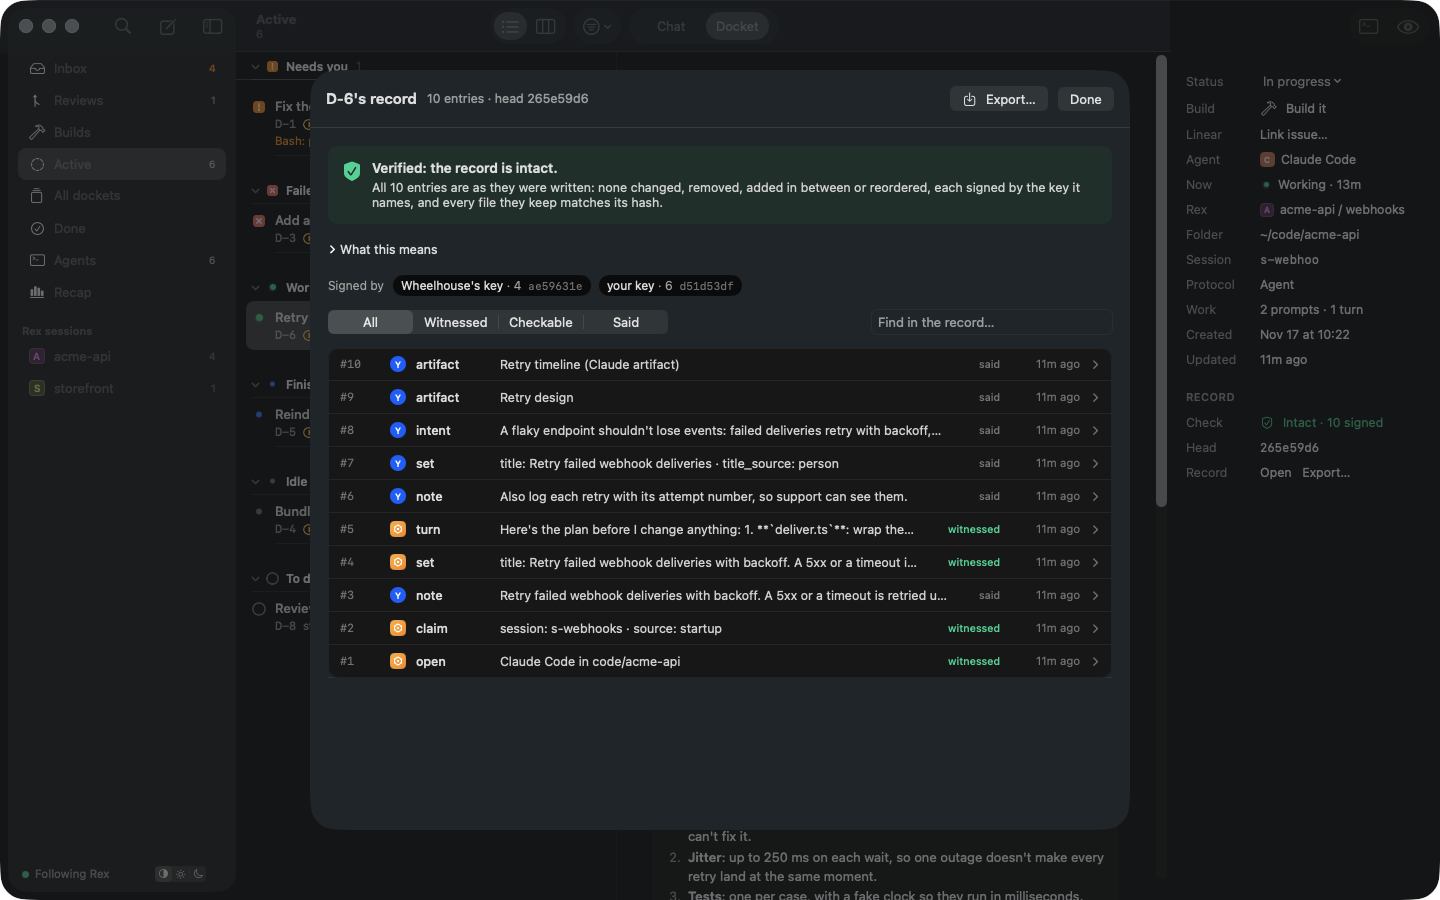 Active
6
Chat
Docket
Inbox 4
Reviews 1
Builds
Active 6
All dockets
Done
Agents 6
Recap
Rex sessions
A acme-api 4
S storefront 1
Following Rex
Needs you 1
Fix th
D-1
Bash:
Faile
Add a
D-3
Wor
Retry
D-6
Finis
Reind
D-5
Idle
Bundl
D-4
To d
Revie
D-8 s
D-6's record 10 entries · head 265e59d6
Export...
Done
Verified: the record is intact.
All 10 entries are as they were written: none changed, removed, added in between or reordered, each signed by the key it
names, and every file they keep matches its hash.
What this means
Signed by Wheelhouse's key · 4 ae59631e your key · 6 d51d53df
All Witnessed Checkable Said
Find in the record...
#10 Y artifact Retry timeline (Claude artifact) said 11m ago
#9 Y artifact Retry design said 11m ago
#8 Y intent A flaky endpoint shouldn't lose events: failed deliveries retry with backoff,... said 11m ago
#7 Y set title: Retry failed webhook deliveries · title_source: person said 11m ago
#6 Y note Also log each retry with its attempt number, so support can see them. said 11m ago
#5 turn Here's the plan before I change anything: 1. **`deliver.ts`**: wrap the... witnessed 11m ago
#4 set title: Retry failed webhook deliveries with backoff. A 5xx or a timeout i... witnessed 11m ago
#3 Y note Retry failed webhook deliveries with backoff. A 5xx or a timeout is retried u... said 11m ago
#2 claim session: s-webhooks · source: startup witnessed 11m ago
#1 open Claude Code in code/acme-api witnessed 11m ago
can't fix it.
2. Jitter: up to 250 ms on each wait, so one outage doesn't make every
retry land at the same moment.
3. Tests: one per case, with a fake clock so they run in milliseconds.
Status In progress
Build Build it
Linear Link issue...
Agent C Claude Code
Now Working · 13m
Rex A acme-api / webhooks
Folder ~/code/acme-api
Session s-webhoo
Protocol Agent
Work 2 prompts · 1 turn
Created Nov 17 at 10:22
Updated 11m ago
RECORD
Check Intact · 10 signed
Head 265e59d6
Record Open Export...